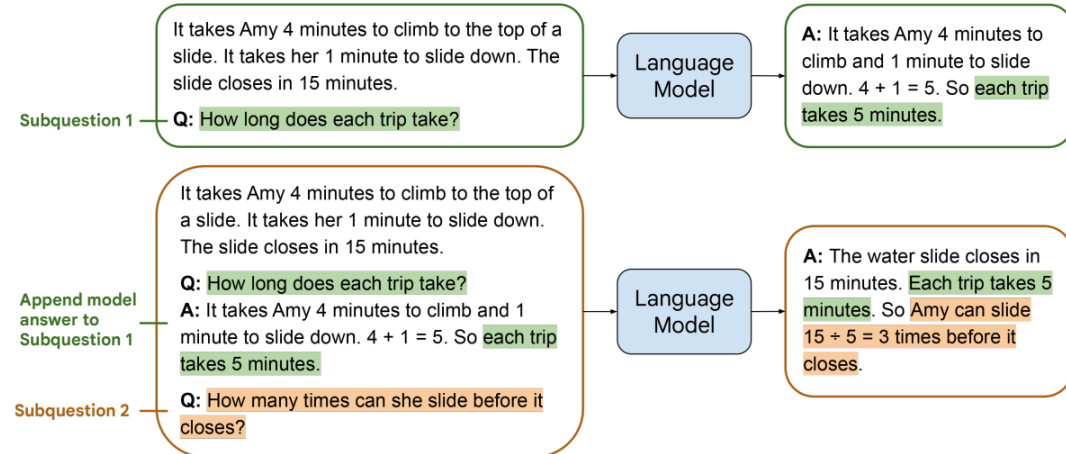 It takes Amy 4 minutes to climb to the top of a
slide. It takes her 1 minute to slide down. The
slide closes in 15 minutes.
Subquestion 1
Q: How long does each trip take?
Language
Model
A: It takes Amy 4 minutes to
climb and 1 minute to slide
down. 4 + 1 = 5. So each trip
takes 5 minutes.
It takes Amy 4 minutes to climb to the top of
a slide. It takes her 1 minute to slide down.
The slide closes in 15 minutes.
Append model
answer to
Subquestion 1
Q: How long does each trip take?
A: It takes Amy 4 minutes to climb and 1
minute to slide down. 4 + 1 = 5. So each trip
takes 5 minutes.
Subquestion 2
Q: How many times can she slide before it
closes?
Language
Model
A: The water slide closes in
15 minutes. Each trip takes 5
minutes. So Amy can slide
15 ÷ 5 = 3 times before it
closes.